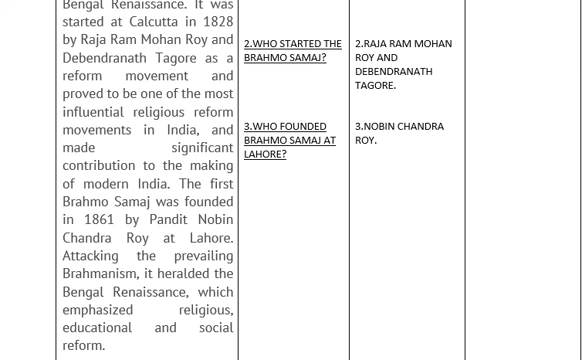 Bengal Renaissance. It was
started at Calcutta in 1828
by Raja Ram Mohan Roy and
Debendranath Tagore as a
reform movement and
proved to be one of the most
influential religious reform
movements in India, and
made significant
contribution to the making
of modern India. The first
Brahmo Samaj was founded
in 1861 by Pandit Nobin
Chandra Roy at Lahore.
Attacking the prevailing
Brahmanism, it heralded the
Bengal Renaissance, which
emphasized religious,
educational and social
reform.
2.WHO STARTED THE
BRAHMO SAMAJ?
3.WHO FOUNDED
BRAHMO SAMAJ AT
LAHORE?
2.RAJA RAM MOHAN
ROY AND
DEBENDRANATH
TAGORE.
3.NOBIN CHANDRA
ROY.